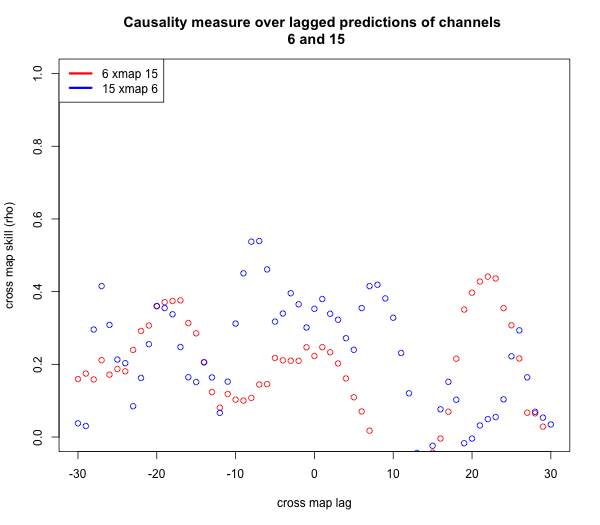 Causality measure over lagged predictions of channels
6 and 15
6 xmap 15
15 xmap 6
cross map skill (rho)
1.0
0.8
0.6
0.4
0.2
0.0
-30
-20
-10
0
10
20
30
cross map lag